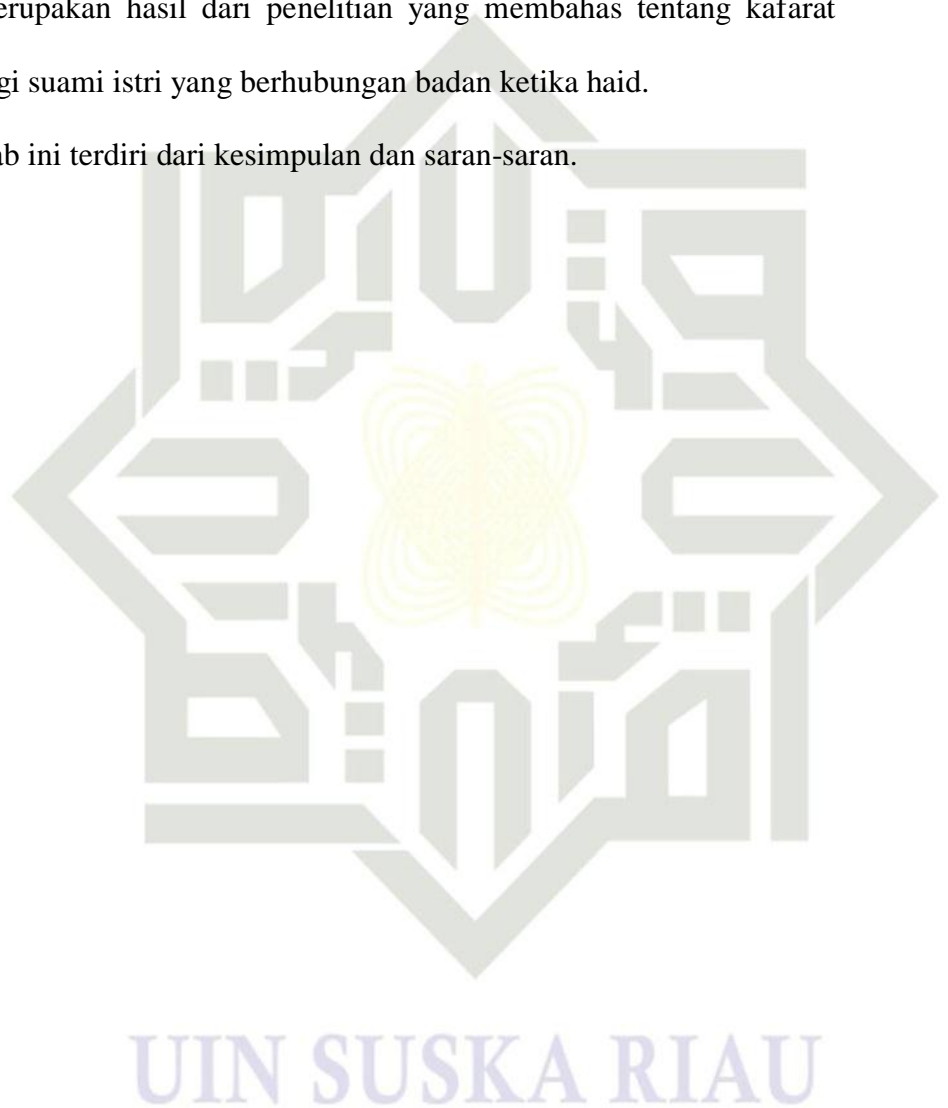 erupakan hasil dari penelitian yang membahas tentang kafarat
gi suami istri yang berhubungan badan ketika haid.
ab ini terdiri dari kesimpulan dan saran-saran.
UIN SUSKA RIAU